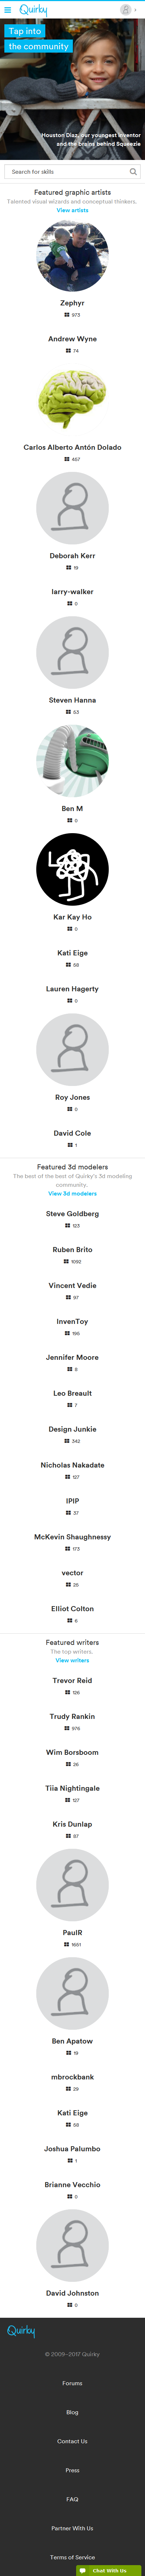 Quirky
Tap into
the community
Houston Diaz, our youngest inventor
and the brains behind Squeezie
Search for skills
Featured graphic artists
Talented visual wizards and conceptual thinkers.
View artists
Zephyr
973
Andrew Wyne
74
Carlos Alberto Antón Dolado
457
Deborah Kerr
19
larry-walker
0
Steven Hanna
53
Ben M
0
Kar Kay Ho
0
Kati Eige
58
Lauren Hagerty
0
Roy Jones
0
David Cole
1
Featured 3d modelers
The best of the best of Quirky's 3d modeling
community.
View 3d modelers
Steve Goldberg
123
Ruben Brito
1092
Vincent Vedie
97
InvenToy
196
Jennifer Moore
8
Leo Breault
7
Design Junkie
342
Nicholas Nakadate
127
IPIP
37
McKevin Shaughnessy
173
vector
25
Elliot Colton
6
Featured writers
The top writers.
View writers
Trevor Reid
126
Trudy Rankin
976
Wim Borsboom
26
Tiia Nightingale
127
Kris Dunlap
87
PaulR
1651
Ben Apatow
19
mbrockbank
29
Kati Eige
58
Joshua Palumbo
1
Brianne Vecchio
0
David Johnston
0
Quirky
© 2009-2017 Quirky
Forums
Blog
Contact Us
Press
FAQ
Partner With Us
Terms of Service
Chat With Us